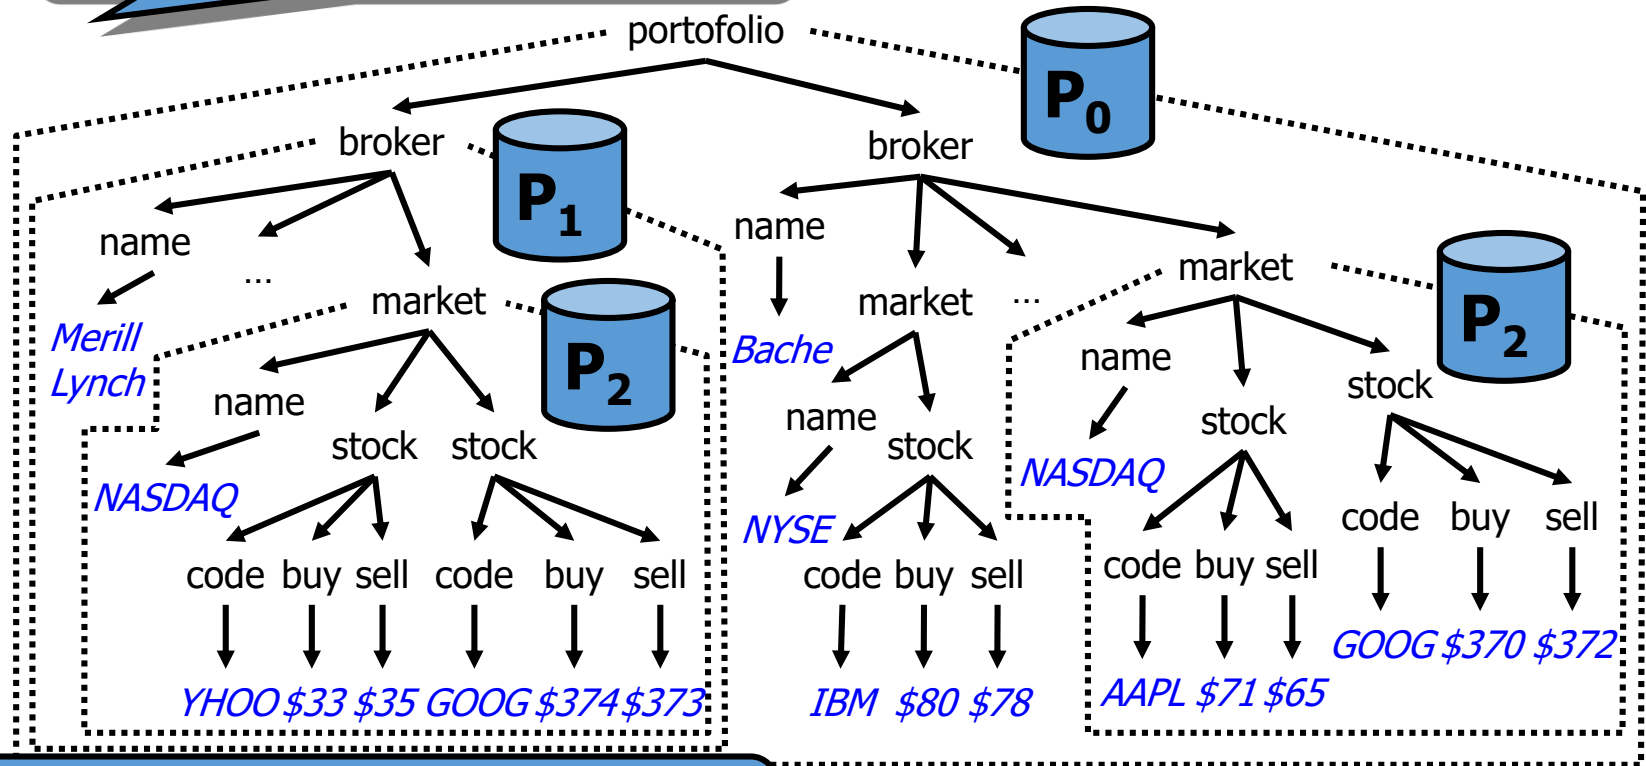 portofolio
P0
broker
P1
broker
name
...
market
name
market
...
market
P2
Merill
Lynch
P2
Bache
name
stock
name
stock
stock
name
stock
stock
NASDAQ
NYSE
NASDAQ
code buy sell
code buy sell
code buy sell
code buy sell
code buy sell
GOOG $370 $372
YHOO $33 $35 GOOG $374 $373
IBM $80 $78
AAPL $71 $65